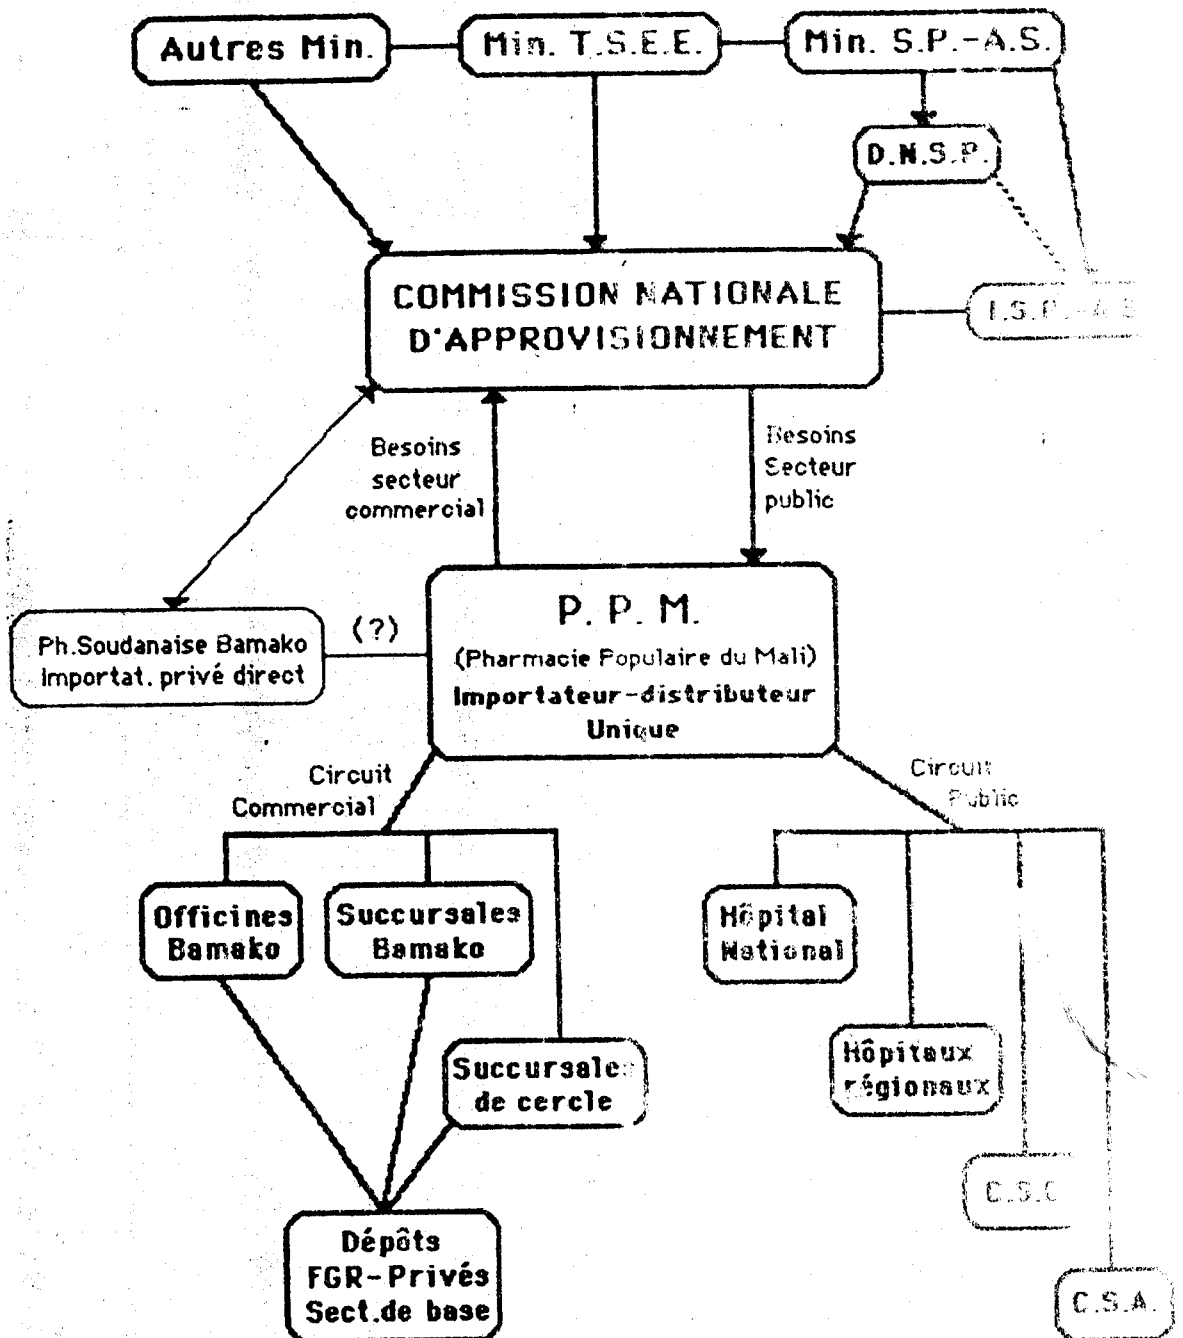 Autres Min.
Min. T.S.E.E.
Min. S.P.-A.S.
D.N.S.P.
COMMISSION NATIONALE
D'APPROVISIONNEMENT
I.S.P.-A.S
Besoins
secteur
commercial
Besoins
Secteur
public
P. P. M.
(Pharmacie Populaire du Mali)
Importateur-distributeur
Unique
Ph.Soudanaise Bamako
Importat. privé direct
(?)
Circuit
Commercial
Circuit
Public
Officines
Bamako
Succursales
Bamako
Hôpital
National
Succursales
de cercle
Hôpitaux
régionaux
C.S.C
Dépôts
FGR-Privés
Sect.de base
C.S.A.